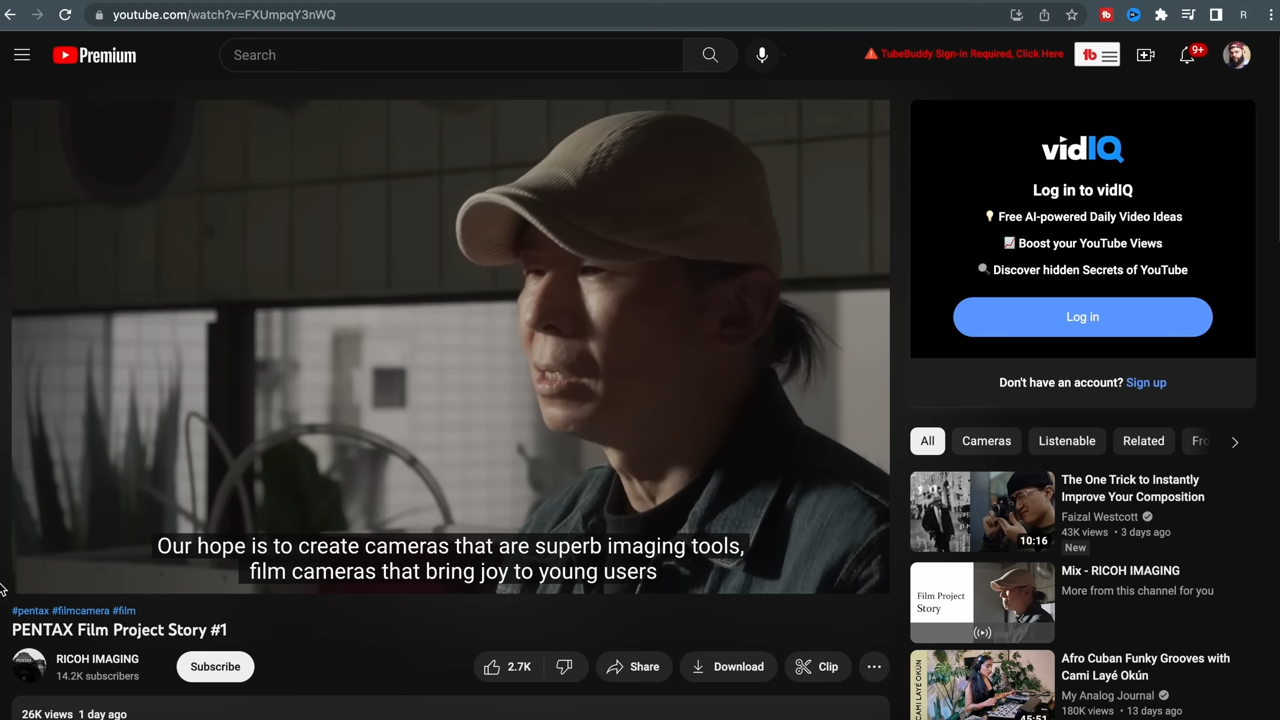 youtube.com/watch?v=FXUmpqY3nWQ
R
Premium
Search
TubeBuddy Sign-in Required, Click Here
tb
9+
vidIQ
Log in to vidIQ
Free AI-powered Daily Video Ideas
Boost your YouTube Views
Discover hidden Secrets of YouTube
Log in
Don't have an account? Sign up
Our hope is to create cameras that are superb imaging tools,
film cameras that bring joy to young users
#pentax #filmcamera #film
PENTAX Film Project Story #1
RICOH IMAGING
14.2K subscribers
Subscribe
2.7K
Share
Download
Clip
26K views 1 day ago
All
Cameras
Listenable
Related
Fro
The One Trick to Instantly
Improve Your Composition
Faizal Westcott
43K views • 3 days ago
New
10:16
Film Project
Story
Mix - RICOH IMAGING
More from this channel for you
CAMI LAYÉ OKÚN
45:51
Afro Cuban Funky Grooves with
Cami Layé Okún
My Analog Journal
180K views • 13 days ago